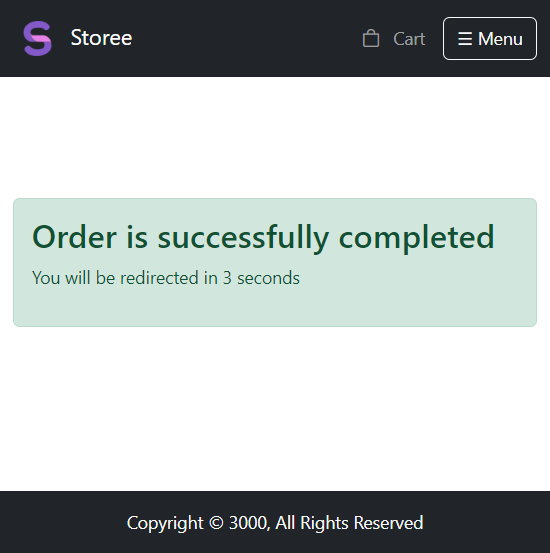 Storee
Cart
☰ Menu
Order is successfully completed
You will be redirected in 3 seconds
Copyright © 3000, All Rights Reserved